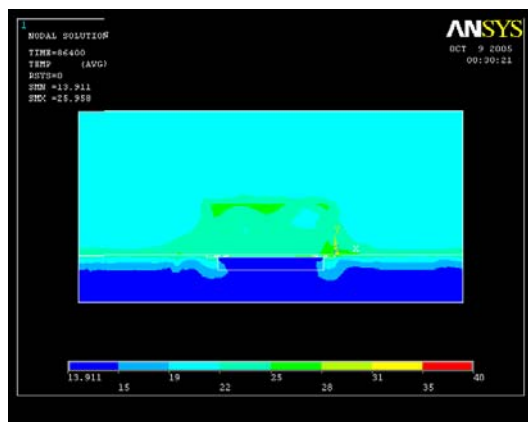 1
NODAL SOLUTION
TIME=86400
TEMP (AVG)
RSYS=0
SMN =13.911
SMX =25.958
ANSYS
OCT 9 2005
00:30:21
X
13.911 15 19 22 25 28 31 35 40